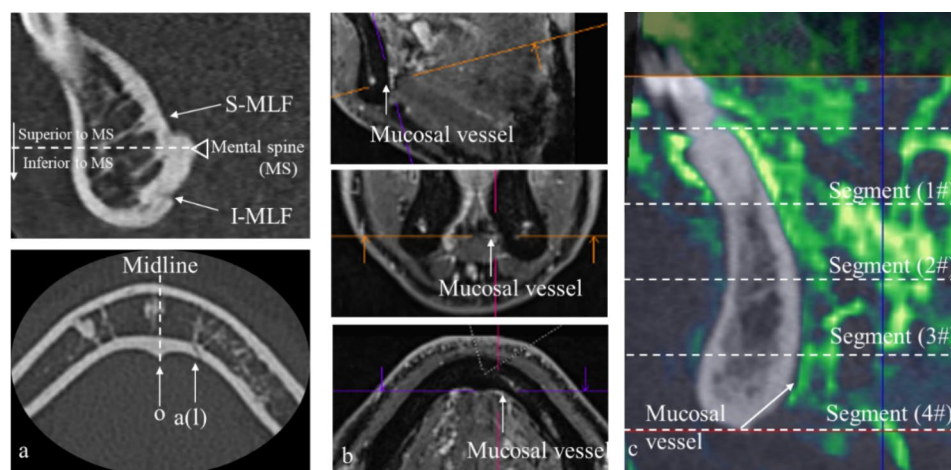 S-MLF
Superior to MS
Inferior to MS
Mental spine
(MS)
I-MLF
Midline
o
a(l)
a
Mucosal vessel
Mucosal vessel
Mucosal vessel
b
Segment (1#)
Segment (2#)
Segment (3#)
Segment (4#)
Mucosal
vessel
c